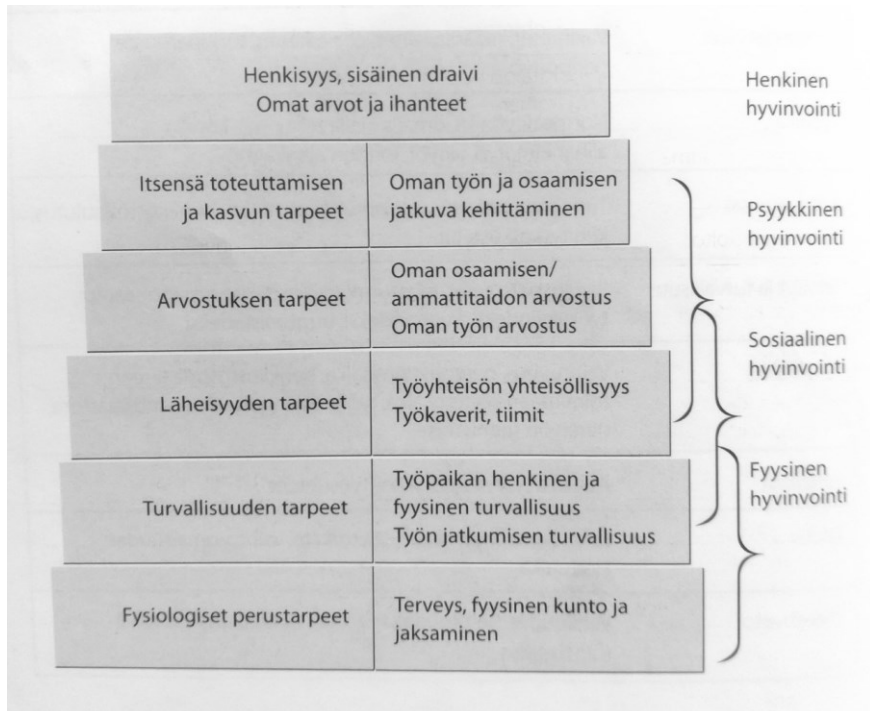 Henkisyys, sisäinen draivi
Omat arvot ja ihanteet
Henkinen
hyvinvointi
Itsensä toteuttamisen
ja kasvun tarpeet
Oman työn ja osaamisen
jatkuva kehittäminen
Psyykkinen
hyvinvointi
Arvostuksen tarpeet
Oman osaamisen/
ammattitaidon arvostus
Oman työn arvostus
Sosiaalinen
hyvinvointi
Läheisyyden tarpeet
Työyhteisön yhteisöllisyys
Työkaverit, tiimit
Fyysinen
hyvinvointi
Turvallisuuden tarpeet
Työpaikan henkinen ja
fyysinen turvallisuus
Työn jatkumisen turvallisuus
Fysiologiset perustarpeet
Terveys, fyysinen kunto ja
jaksaminen